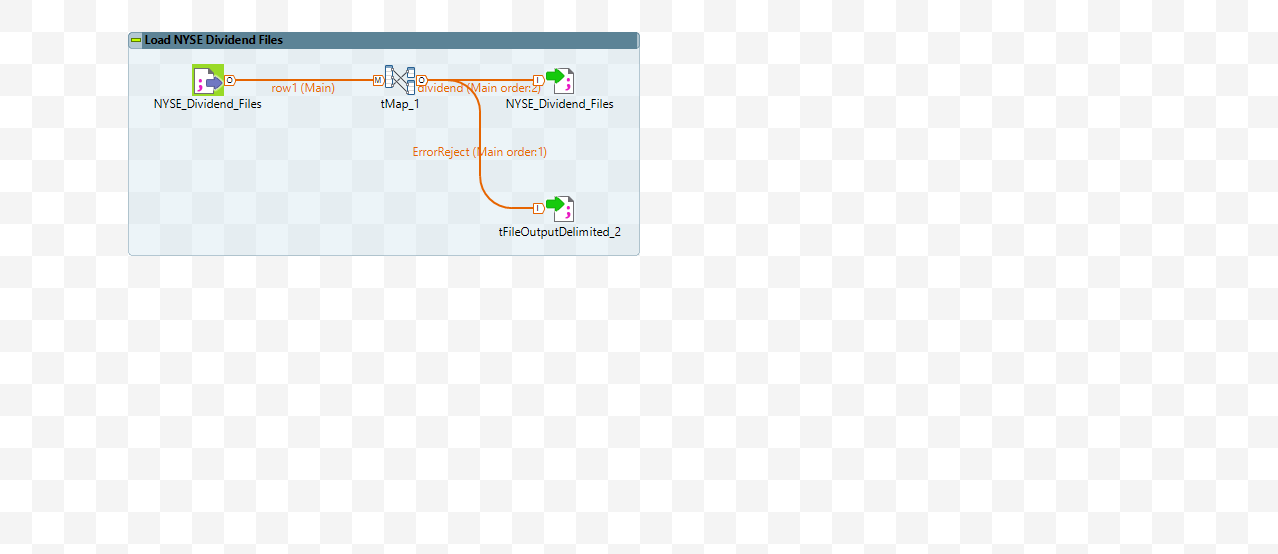 Load NYSE Dividend Files
O
M
O
I
row1 (Main)
dividend (Main order:2)
NYSE_Dividend_Files
tMap_1
NYSE_Dividend_Files
ErrorReject (Main order:1)
I
tFileOutputDelimited_2